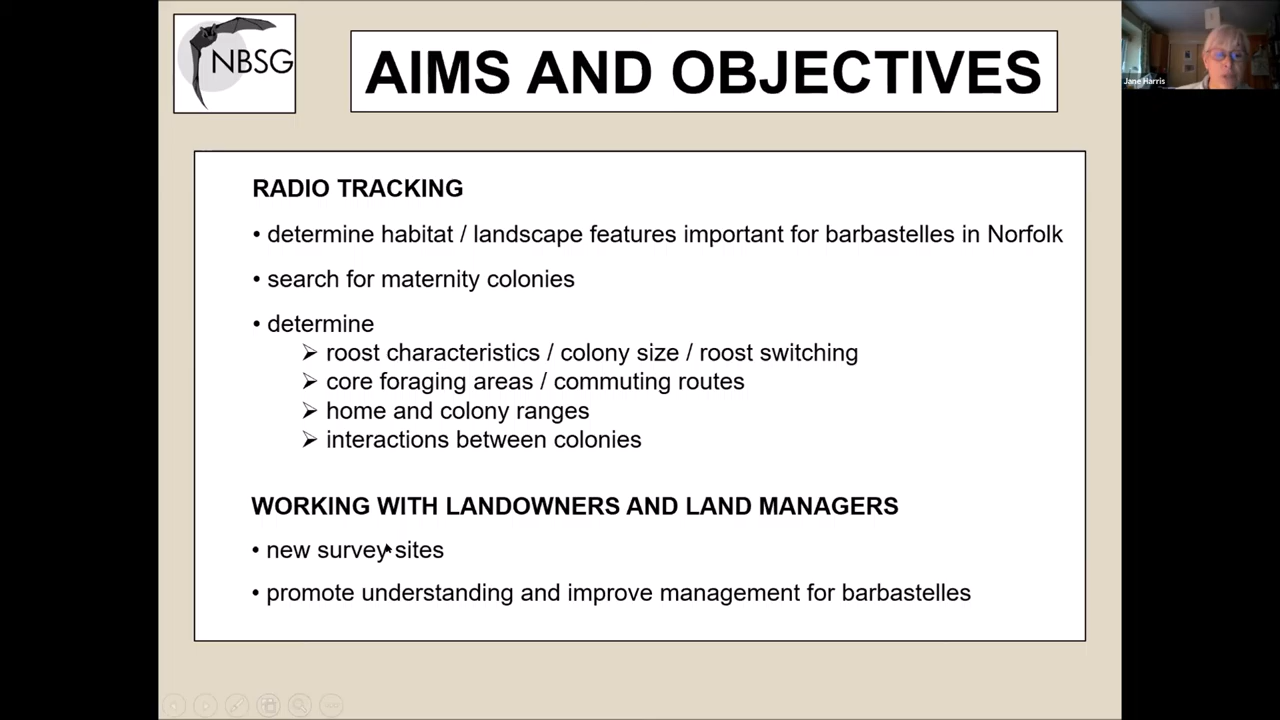 NBSG
AIMS AND OBJECTIVES
Jane Harris
RADIO TRACKING
• determine habitat / landscape features important for barbastelles in Norfolk
• search for maternity colonies
• determine
➢ roost characteristics / colony size / roost switching
➢ core foraging areas / commuting routes
➢ home and colony ranges
➢ interactions between colonies
WORKING WITH LANDOWNERS AND LAND MANAGERS
• new survey sites
• promote understanding and improve management for barbastelles